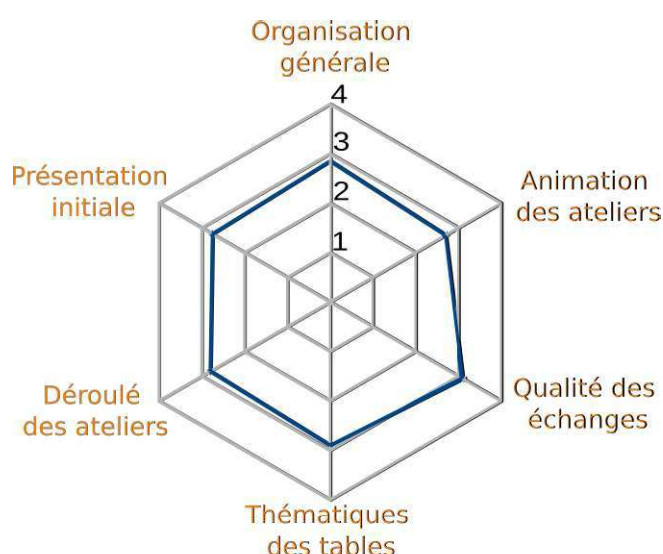 Organisation
générale
4
3
2
1
Présentation
initiale
Animation
des ateliers
Déroulé
des ateliers
Qualité des
échanges
Thématiques
des tables